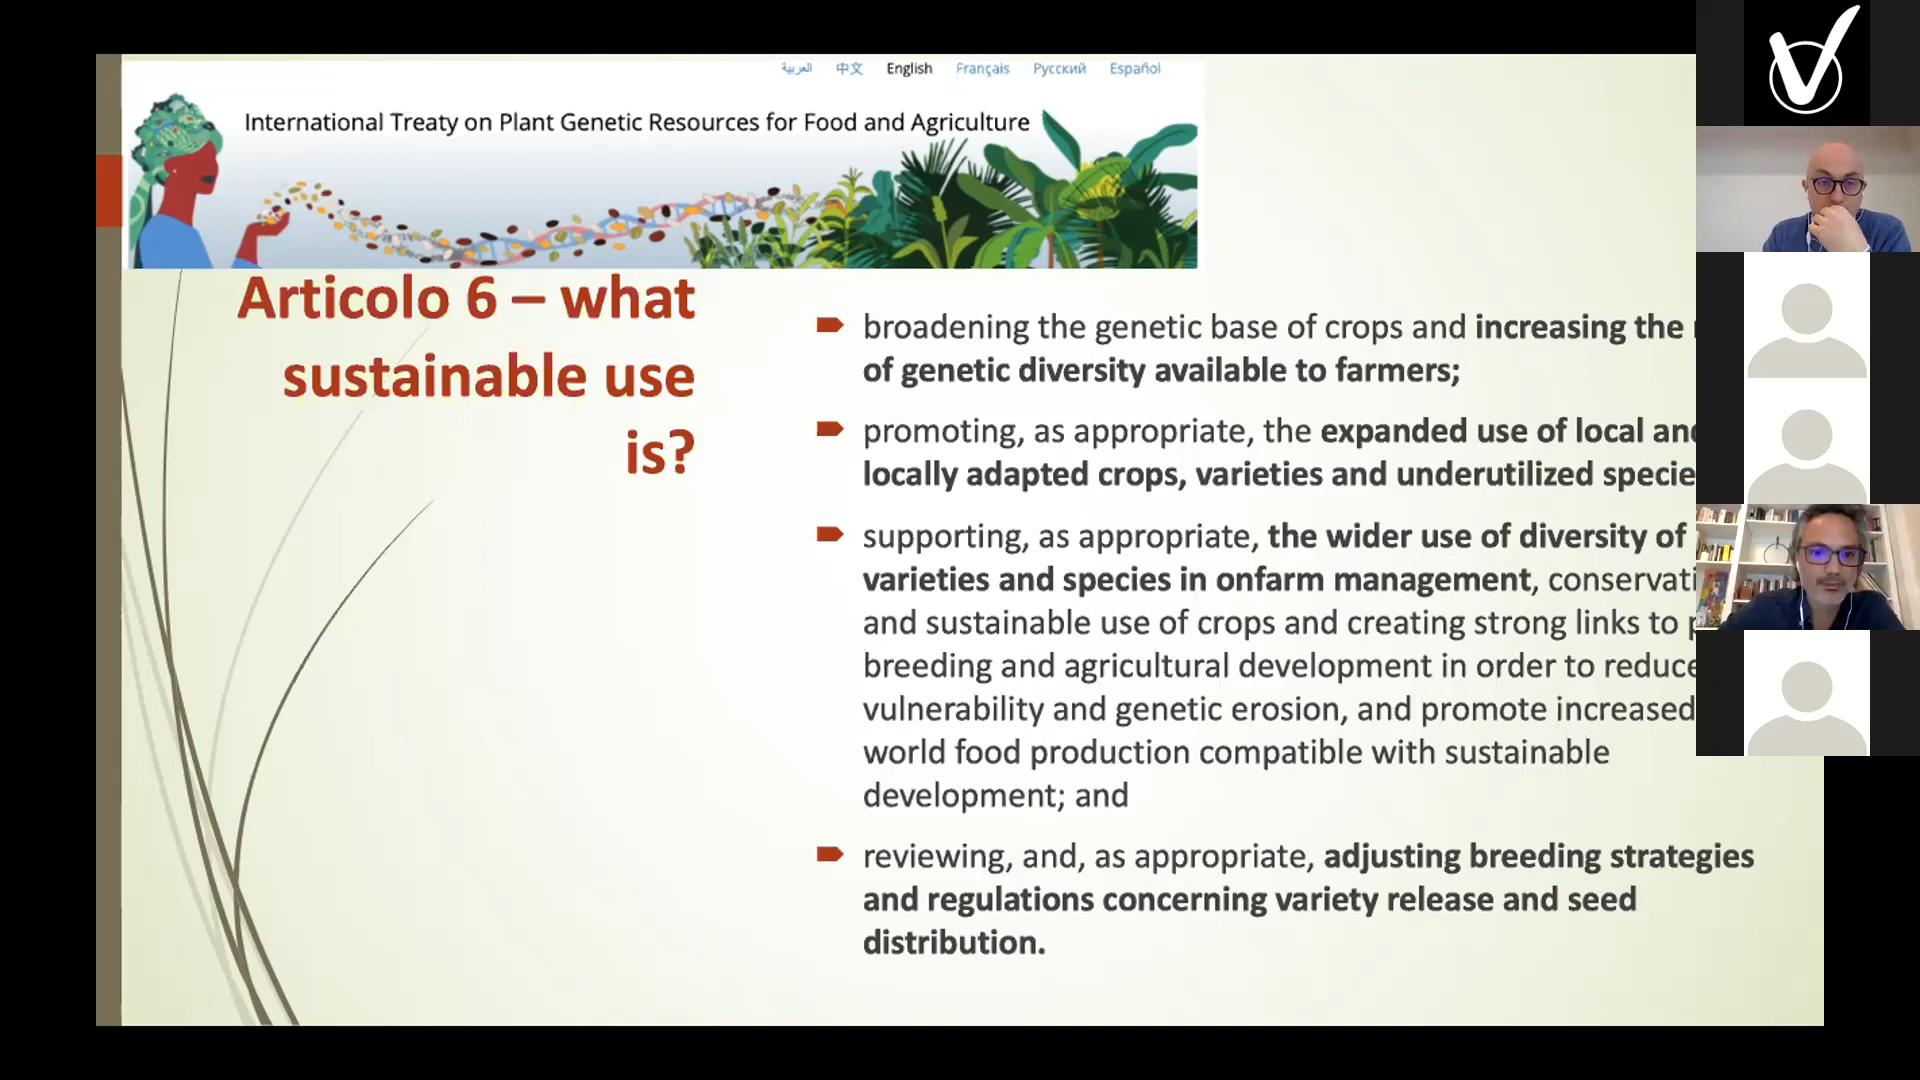 العربية 中文 English Français Русский Español
International Treaty on Plant Genetic Resources for Food and Agriculture
Articolo 6 – what
sustainable use
is?
broadening the genetic base of crops and increasing the
of genetic diversity available to farmers;
promoting, as appropriate, the expanded use of local and
locally adapted crops, varieties and underutilized
supporting, as appropriate, the wider use of diversity of
varieties and species in onfarm management,
and sustainable use of crops and creating strong links to
breeding and agricultural development in order to reduce
vulnerability and genetic erosion, and promote increased
world food production compatible with sustainable
development; and
reviewing, and, as appropriate, adjusting breeding strategies
and regulations concerning variety release and seed
distribution.